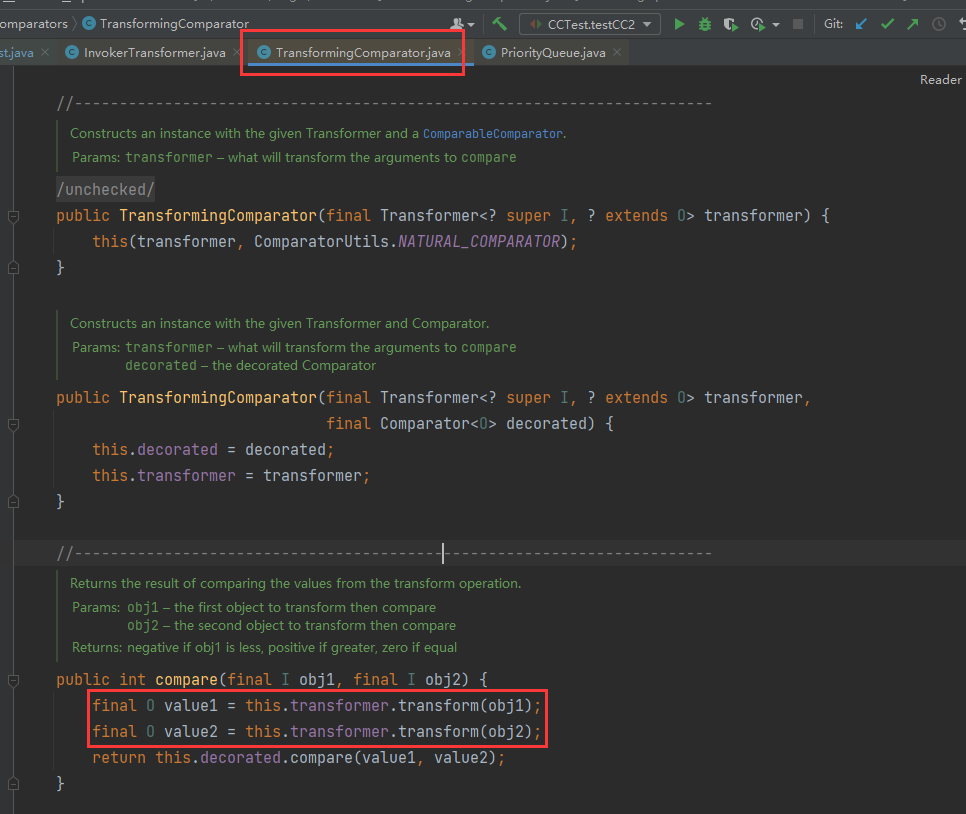 omparators 〉 TransformingComparator CCTest.testCC2 Git:
st.java × InvokerTransformer.java × TransformingComparator.java × PriorityQueue.java ×
Reader
//-----------------------------------------------------------------------
Constructs an instance with the given Transformer and a ComparableComparator.
Params: transformer – what will transform the arguments to compare
/unchecked/
public TransformingComparator(final Transformer<? super I, ? extends O> transformer) {
this(transformer, ComparatorUtils.NATURAL_COMPARATOR);
}
Constructs an instance with the given Transformer and Comparator.
Params: transformer – what will transform the arguments to compare
decorated – the decorated Comparator
public TransformingComparator(final Transformer<? super I, ? extends O> transformer,
final Comparator<O> decorated) {
this.decorated = decorated;
this.transformer = transformer;
}
//-----------------------------------------------------------------------
Returns the result of comparing the values from the transform operation.
Params: obj1 – the first object to transform then compare
obj2 – the second object to transform then compare
Returns: negative if obj1 is less, positive if greater, zero if equal
public int compare(final I obj1, final I obj2) {
final O value1 = this.transformer.transform(obj1);
final O value2 = this.transformer.transform(obj2);
return this.decorated.compare(value1, value2);
}